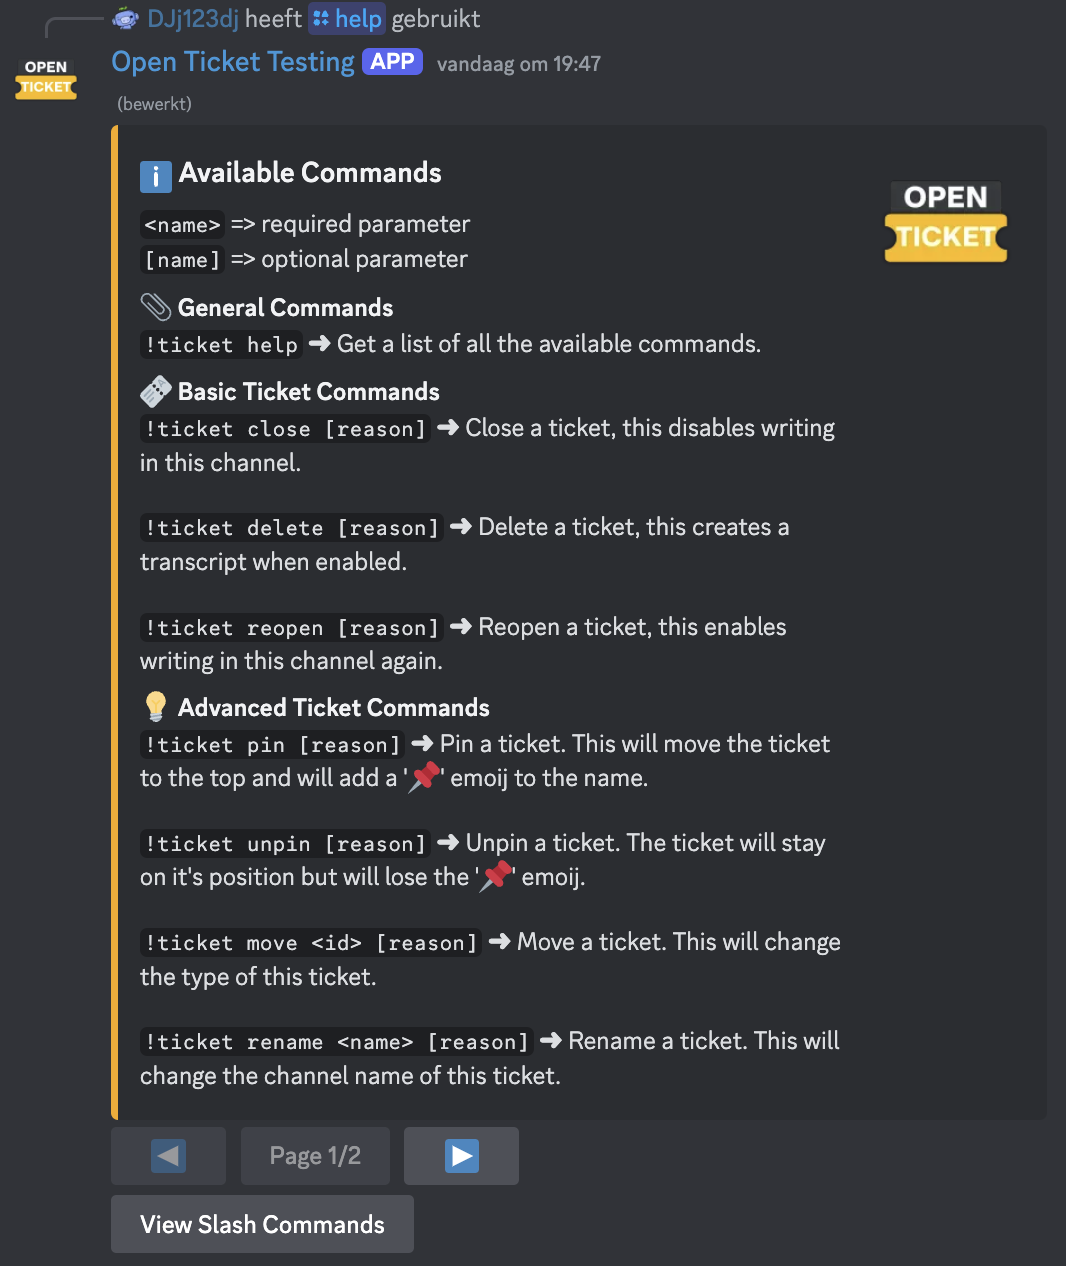 DJj123dj heeft help gebruikt
OPEN
TICKET
Open Ticket Testing APP vandaag om 19:47
(bewerkt)
Available Commands
<name> => required parameter
[name] => optional parameter
OPEN
TICKET
General Commands
!ticket help ➜ Get a list of all the available commands.
Basic Ticket Commands
!ticket close [reason] ➜ Close a ticket, this disables writing
in this channel.
!ticket delete [reason] ➜ Delete a ticket, this creates a
transcript when enabled.
!ticket reopen [reason] ➜ Reopen a ticket, this enables
writing in this channel again.
Advanced Ticket Commands
!ticket pin [reason] ➜ Pin a ticket. This will move the ticket
to the top and will add a '📌' emoij to the name.
!ticket unpin [reason] ➜ Unpin a ticket. The ticket will stay
on it's position but will lose the '📌' emoij.
!ticket move <id> [reason] ➜ Move a ticket. This will change
the type of this ticket.
!ticket rename <name> [reason] ➜ Rename a ticket. This will
change the channel name of this ticket.
Page 1/2
View Slash Commands